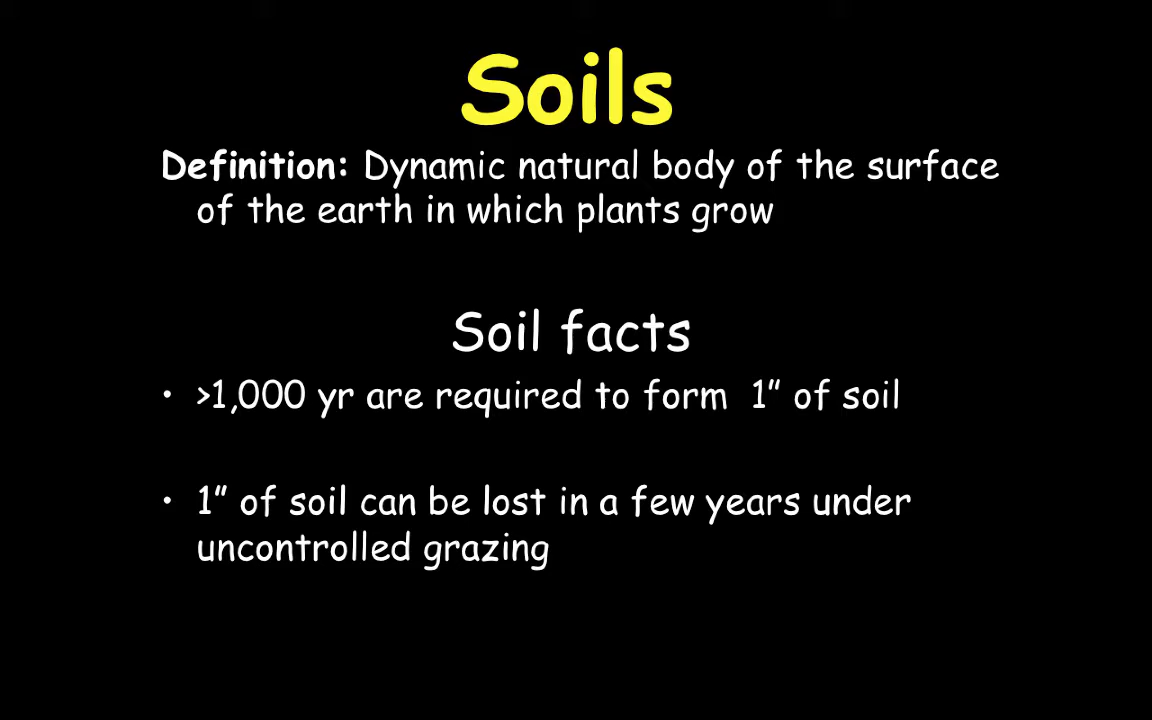 Soils
Definition: Dynamic natural body of the surface
of the earth in which plants grow
Soil facts
• >1,000 yr are required to form  1” of soil
• 1” of soil can be lost in a few years under
uncontrolled grazing